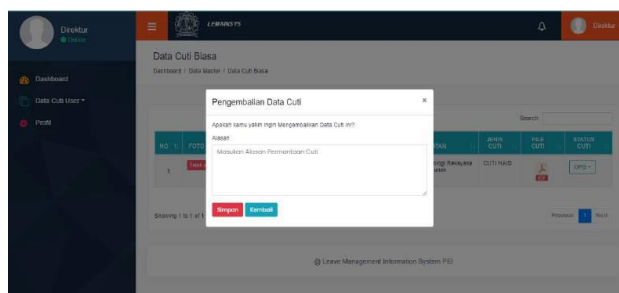 Direktur
Online
Dashboard
Data Cuti User
Profil
LEMANSYS
Direktur
Data Cuti Biasa
Dashboard / Data Master / Data Cuti Biasa
Pengembalian Data Cuti
×
Apakah kamu yakin ingin Mengembalikan Data Cuti ini?
Alasan
Masukan Alasan Permintaan Cuti
Simpan
Kembali
Search:
NO
FOTO
JENIS CUTI
FILE CUTI
STATUS CUTI
1
CUTI HAID
OPSI
Showing 1 to 1 of 1
Previous 1 Next
@ Leave Management Information System PEI